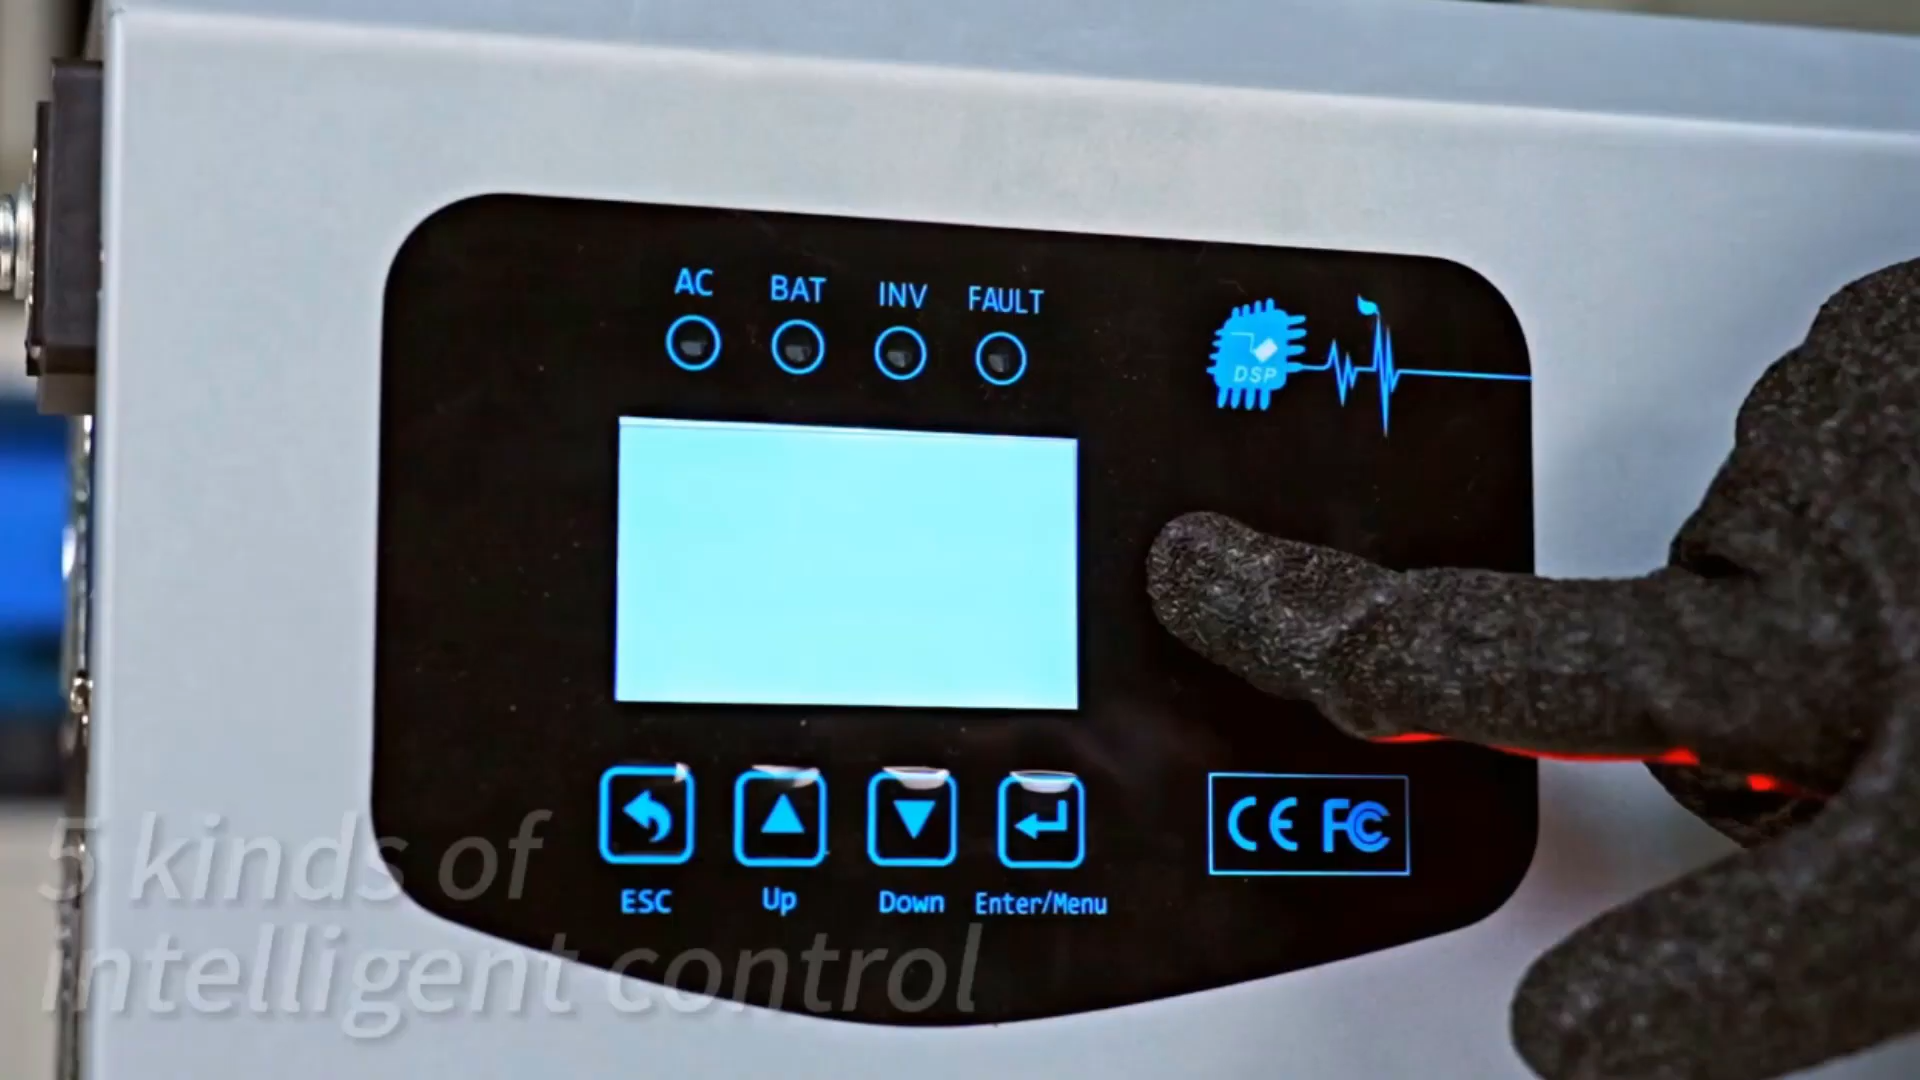 AC BAT INV FAULT
DSP
ESC Up Down Enter/Menu
CE FC
5 kinds of
intelligent control